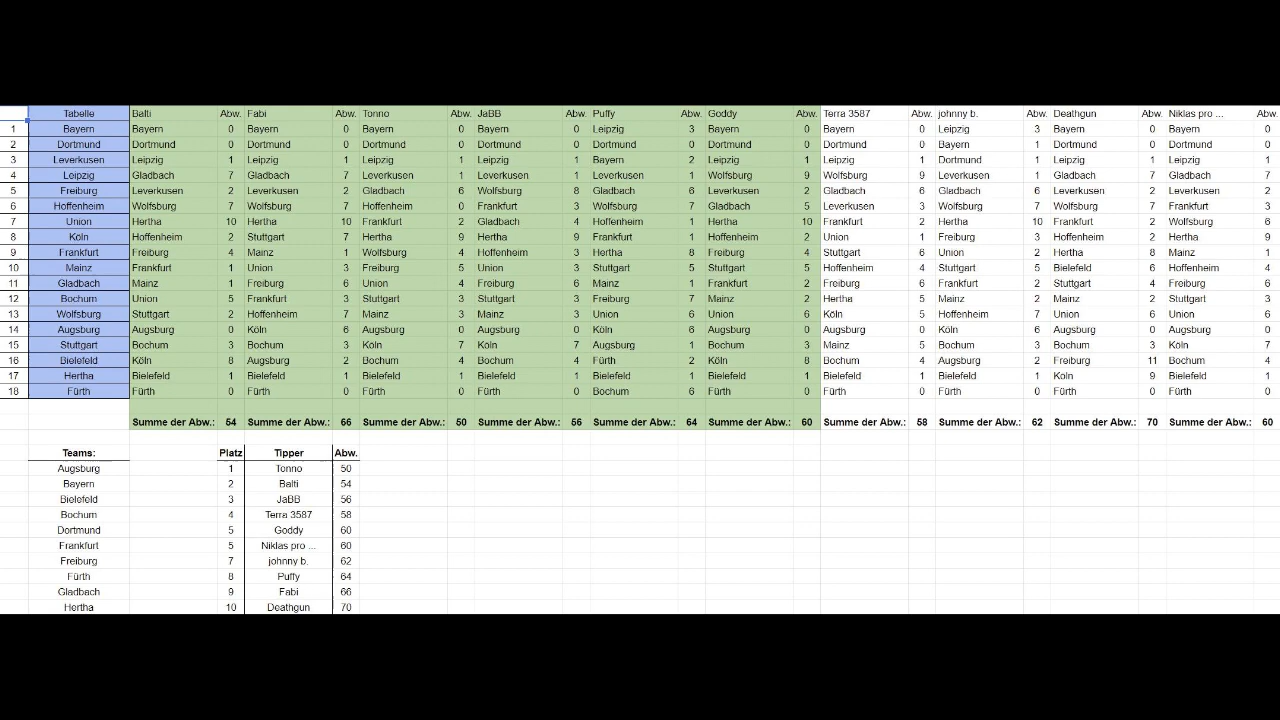 Tabelle Balti Abw. Fabi Abw. Tonno Abw. JaBB Abw. Puffy Abw. Goddy Abw. Terra 3587 Abw. johnny b. Abw. Deathgun Abw. Niklas pro ... Abw.
1 Bayern Bayern 0 Bayern 0 Bayern 0 Bayern 0 Leipzig 3 Bayern 0 Bayern 0 Leipzig 3 Bayern 0 Bayern 0
2 Dortmund Dortmund 0 Dortmund 0 Dortmund 0 Dortmund 0 Dortmund 0 Dortmund 0 Dortmund 0 Bayern 1 Dortmund 0 Dortmund 0
3 Leverkusen Leipzig 1 Leipzig 1 Leipzig 1 Leipzig 1 Bayern 2 Leipzig 1 Leipzig 1 Dortmund 1 Leipzig 1 Leipzig 1
4 Leipzig Gladbach 7 Gladbach 7 Leverkusen 1 Leverkusen 1 Leverkusen 1 Wolfsburg 9 Wolfsburg 9 Leverkusen 1 Gladbach 7 Gladbach 7
5 Freiburg Leverkusen 2 Leverkusen 2 Gladbach 6 Wolfsburg 8 Gladbach 6 Leverkusen 2 Gladbach 6 Gladbach 6 Leverkusen 2 Leverkusen 2
6 Hoffenheim Wolfsburg 7 Wolfsburg 7 Hoffenheim 0 Frankfurt 3 Wolfsburg 7 Gladbach 5 Leverkusen 3 Wolfsburg 7 Wolfsburg 7 Frankfurt 3
7 Union Hertha 10 Hertha 10 Frankfurt 2 Gladbach 4 Hoffenheim 1 Hertha 10 Frankfurt 2 Hertha 10 Frankfurt 2 Wolfsburg 6
8 Köln Hoffenheim 2 Stuttgart 7 Hertha 9 Hertha 9 Frankfurt 1 Hoffenheim 2 Union 1 Freiburg 3 Hoffenheim 2 Hertha 9
9 Frankfurt Freiburg 4 Mainz 1 Wolfsburg 4 Hoffenheim 3 Hertha 8 Freiburg 4 Stuttgart 6 Union 2 Hertha 8 Mainz 1
10 Mainz Frankfurt 1 Union 3 Freiburg 5 Union 3 Stuttgart 5 Stuttgart 5 Hoffenheim 4 Stuttgart 5 Bielefeld 6 Hoffenheim 4
11 Gladbach Mainz 1 Freiburg 6 Union 4 Freiburg 6 Mainz 1 Frankfurt 2 Freiburg 6 Frankfurt 2 Stuttgart 4 Freiburg 6
12 Bochum Union 5 Frankfurt 3 Stuttgart 3 Stuttgart 3 Freiburg 7 Mainz 2 Hertha 5 Mainz 2 Mainz 2 Stuttgart 3
13 Wolfsburg Stuttgart 2 Hoffenheim 7 Mainz 3 Mainz 3 Union 6 Union 6 Köln 5 Hoffenheim 7 Union 6 Union 6
14 Augsburg Augsburg 0 Köln 6 Augsburg 0 Augsburg 0 Köln 6 Augsburg 0 Augsburg 0 Köln 6 Augsburg 0 Augsburg 0
15 Stuttgart Bochum 3 Bochum 3 Köln 7 Köln 7 Augsburg 1 Bochum 3 Mainz 5 Bochum 3 Bochum 3 Köln 7
16 Bielefeld Köln 8 Augsburg 2 Bochum 4 Bochum 4 Fürth 2 Köln 8 Bochum 4 Augsburg 2 Freiburg 11 Bochum 4
17 Hertha Bielefeld 1 Bielefeld 1 Bielefeld 1 Bielefeld 1 Bielefeld 1 Bielefeld 1 Bielefeld 1 Bielefeld 1 Köln 9 Bielefeld 1
18 Fürth Fürth 0 Fürth 0 Fürth 0 Fürth 0 Bochum 6 Fürth 0 Fürth 0 Fürth 0 Fürth 0 Fürth 0
Summe der Abw.: 54 Summe der Abw.: 66 Summe der Abw.: 50 Summe der Abw.: 56 Summe der Abw.: 64 Summe der Abw.: 60 Summe der Abw.: 58 Summe der Abw.: 62 Summe der Abw.: 70 Summe der Abw.: 60
Teams: Platz Tipper Abw.
Augsburg 1 Tonno 50
Bayern 2 Balti 54
Bielefeld 3 JaBB 56
Bochum 4 Terra 3587 58
Dortmund 5 Goddy 60
Frankfurt 5 Niklas pro ... 60
Freiburg 7 johnny b. 62
Fürth 8 Puffy 64
Gladbach 9 Fabi 66
Hertha 10 Deathgun 70